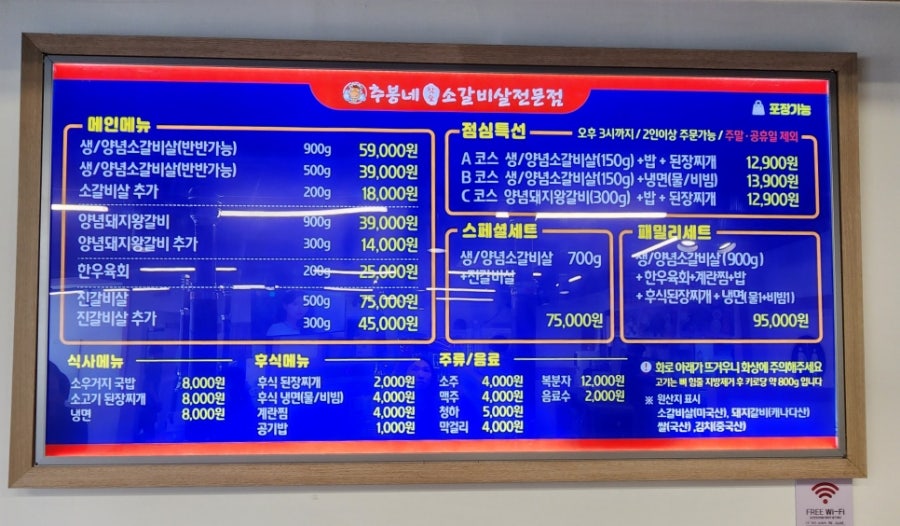 추봉네 소갈비살전문점
포장가능
메인메뉴
생/양념소갈비살(반반가능) 900g 59,000원
생/양념소갈비살(반반가능) 500g 39,000원
소갈비살 추가 200g 18,000원
양념돼지왕갈비 900g 39,000원
양념돼지왕갈비 추가 300g 14,000원
한우육회 200g 25,000원
진갈비살 500g 75,000원
진갈비살 추가 300g 45,000원
점심특선 오후 3시까지 / 2인이상 주문가능 / 주말·공휴일 제외
A 코스 생/양념소갈비살(150g) +밥 + 된장찌개 12,900원
B 코스 생/양념소갈비살(150g) +냉면(물/비빔) 13,900원
C 코스 양념돼지왕갈비(300g) +밥 + 된장찌개 12,900원
스페셜세트
생/양념소갈비살 700g
+진갈비살
75,000원
패밀리세트
생/양념소갈비살 (900g)
+ 한우육회+계란찜+밥
+ 후식된장찌개 + 냉면(물1+비빔1)
95,000원
식사메뉴
소우거지 국밥 8,000원
소고기 된장찌개 8,000원
냉면 8,000원
후식메뉴
후식 된장찌개 2,000원
후식 냉면(물/비빔) 4,000원
계란찜 4,000원
공기밥 1,000원
주류/음료
소주 4,000원 복분자 12,000원
맥주 4,000원 음료수 2,000원
청하 5,000원
막걸리 4,000원
화로 아래가 뜨거우니 화상에 주의해주세요
고기는 뼈 힘줄 지방제거 후 키로당 약 800g 입니다
※ 원산지 표시
소갈비살(미국산), 돼지갈비(캐나다산)
쌀(국산) ,김치(중국산)
FREE Wi-Fi